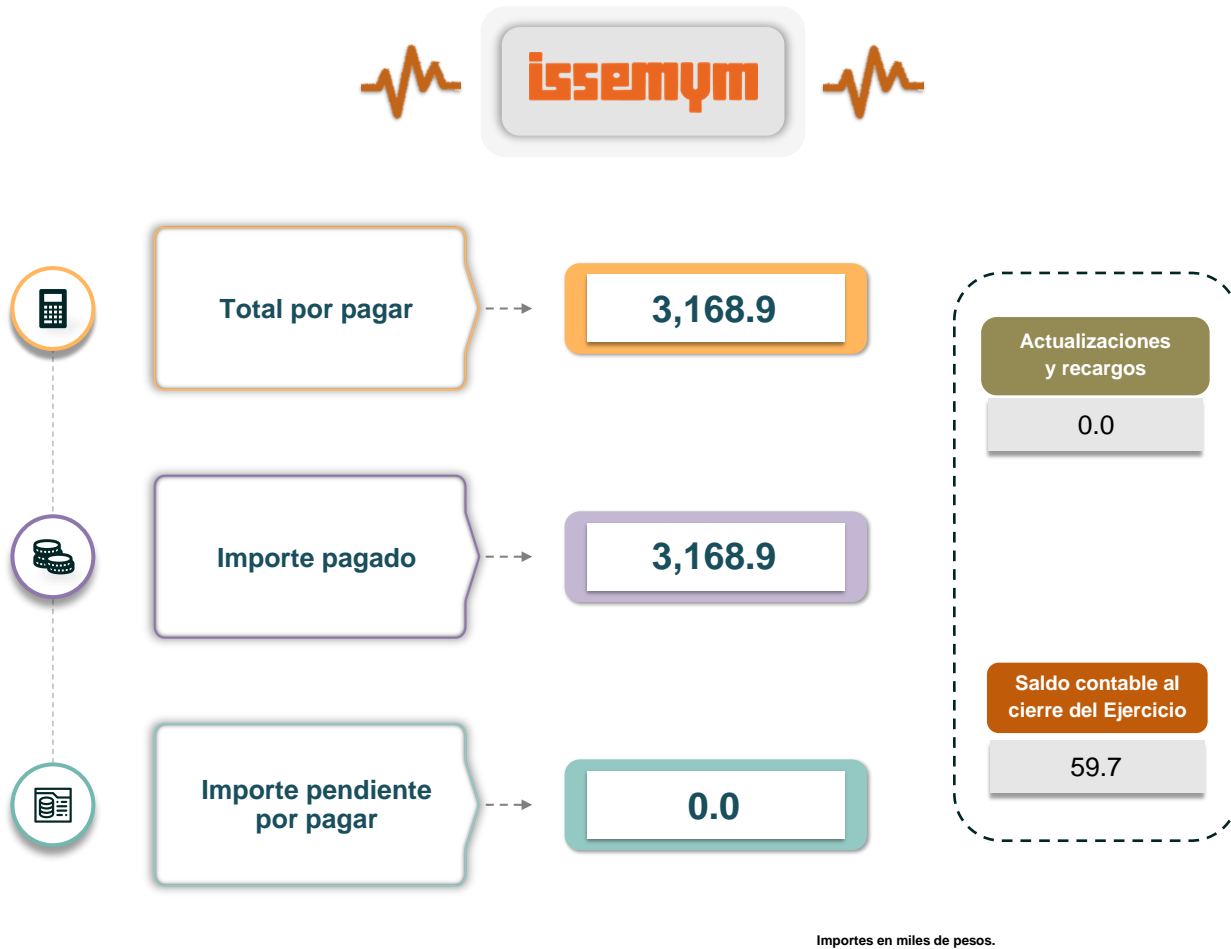 issemym
Total por pagar
3,168.9
Importe pagado
3,168.9
Importe pendiente
por pagar
0.0
Actualizaciones
y recargos
0.0
Saldo contable al
cierre del Ejercicio
59.7
Importes en miles de pesos.